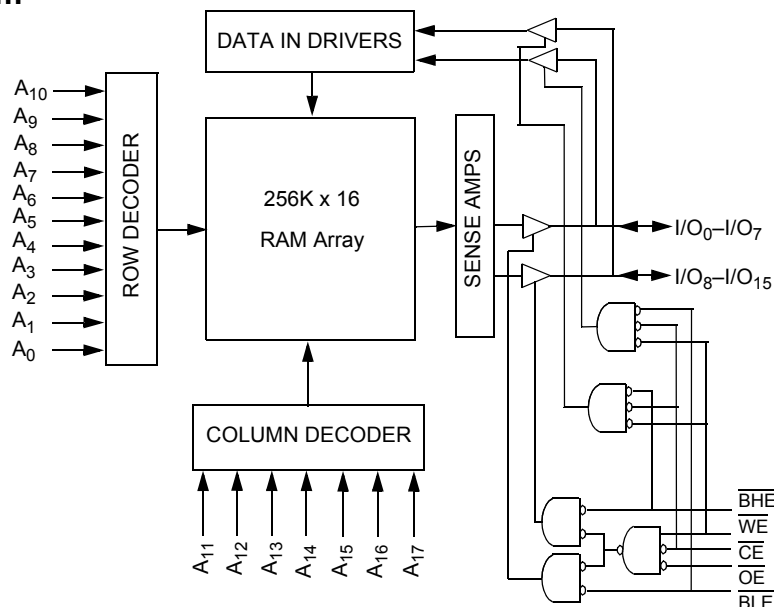 DATA IN DRIVERS
A10
A9
A8
A7
A6
A5
A4
A3
A2
A1
A0
ROW DECODER
256K x 16
RAM Array
SENSE AMPS
I/O0–I/O7
I/O8–I/O15
COLUMN DECODER
A11
A12
A13
A14
A15
A16
A17
BHE
WE
CE
OE
BLE